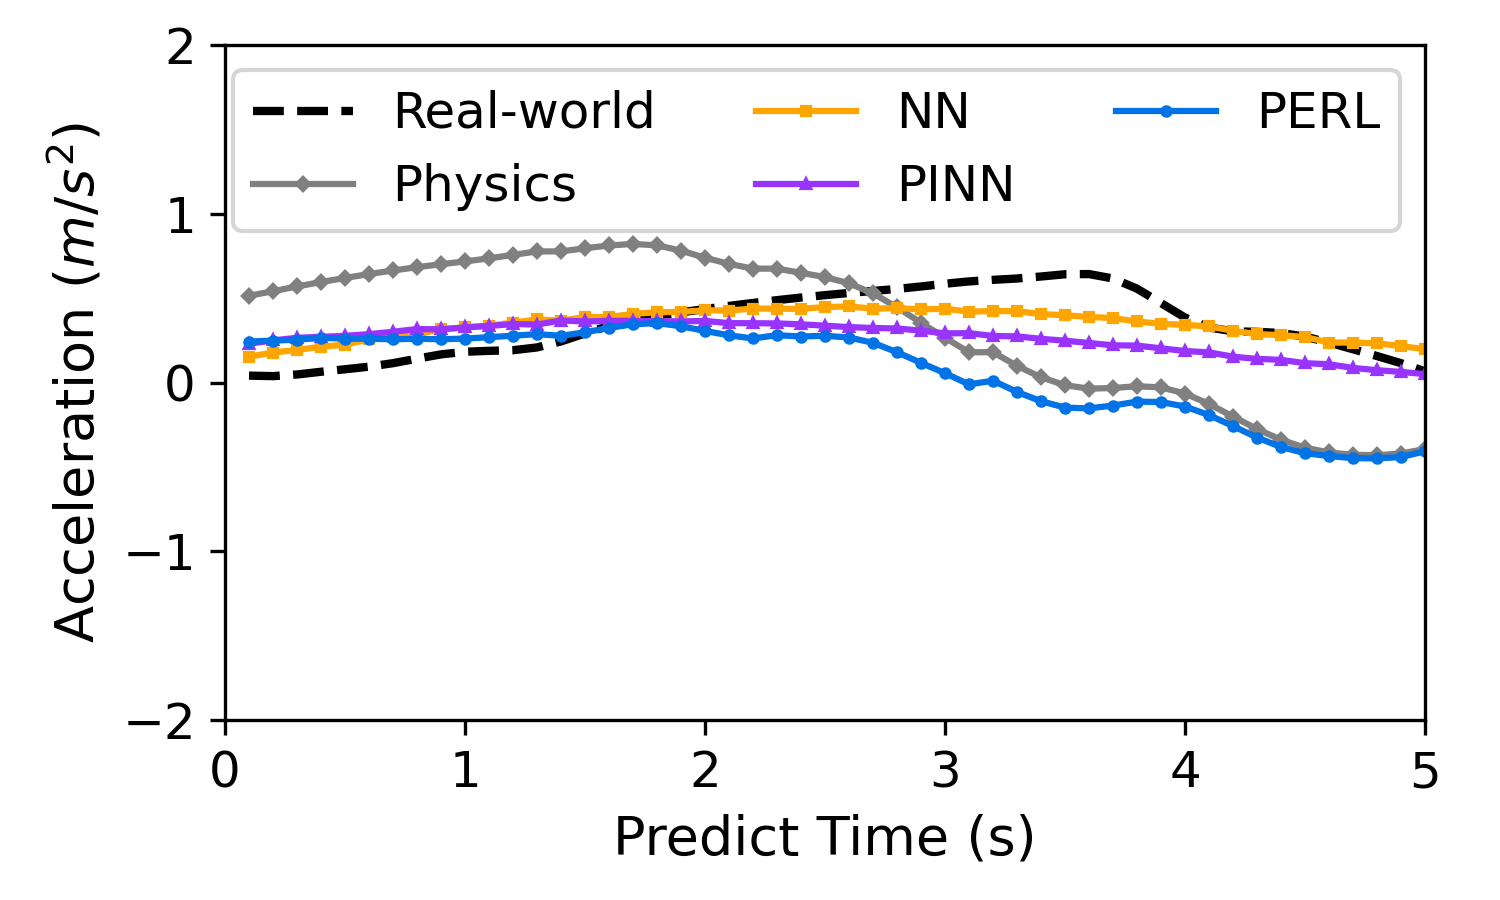 2
1
0
−1
−2
Acceleration (m/s²)
Real-world
Physics
NN
PINN
PERL
0 1 2 3 4 5
Predict Time (s)